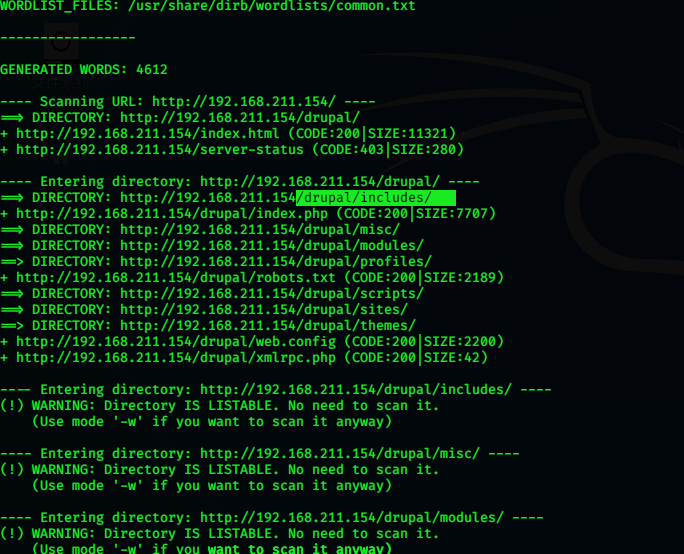 WORDLIST_FILES: /usr/share/dirb/wordlists/common.txt
-----------------
GENERATED WORDS: 4612
---- Scanning URL: http://192.168.211.154/ ----
==> DIRECTORY: http://192.168.211.154/drupal/
+ http://192.168.211.154/index.html (CODE:200|SIZE:11321)
+ http://192.168.211.154/server-status (CODE:403|SIZE:280)
---- Entering directory: http://192.168.211.154/drupal/ ----
==> DIRECTORY: http://192.168.211.154/drupal/includes/
+ http://192.168.211.154/drupal/index.php (CODE:200|SIZE:7707)
==> DIRECTORY: http://192.168.211.154/drupal/misc/
==> DIRECTORY: http://192.168.211.154/drupal/modules/
==> DIRECTORY: http://192.168.211.154/drupal/profiles/
+ http://192.168.211.154/drupal/robots.txt (CODE:200|SIZE:2189)
==> DIRECTORY: http://192.168.211.154/drupal/scripts/
==> DIRECTORY: http://192.168.211.154/drupal/sites/
==> DIRECTORY: http://192.168.211.154/drupal/themes/
+ http://192.168.211.154/drupal/web.config (CODE:200|SIZE:2200)
+ http://192.168.211.154/drupal/xmlrpc.php (CODE:200|SIZE:42)
---- Entering directory: http://192.168.211.154/drupal/includes/ ----
(!) WARNING: Directory IS LISTABLE. No need to scan it.
(Use mode '-w' if you want to scan it anyway)
---- Entering directory: http://192.168.211.154/drupal/misc/ ----
(!) WARNING: Directory IS LISTABLE. No need to scan it.
(Use mode '-w' if you want to scan it anyway)
---- Entering directory: http://192.168.211.154/drupal/modules/ ----
(!) WARNING: Directory IS LISTABLE. No need to scan it.
(Use mode '-w' if you want to scan it anyway)